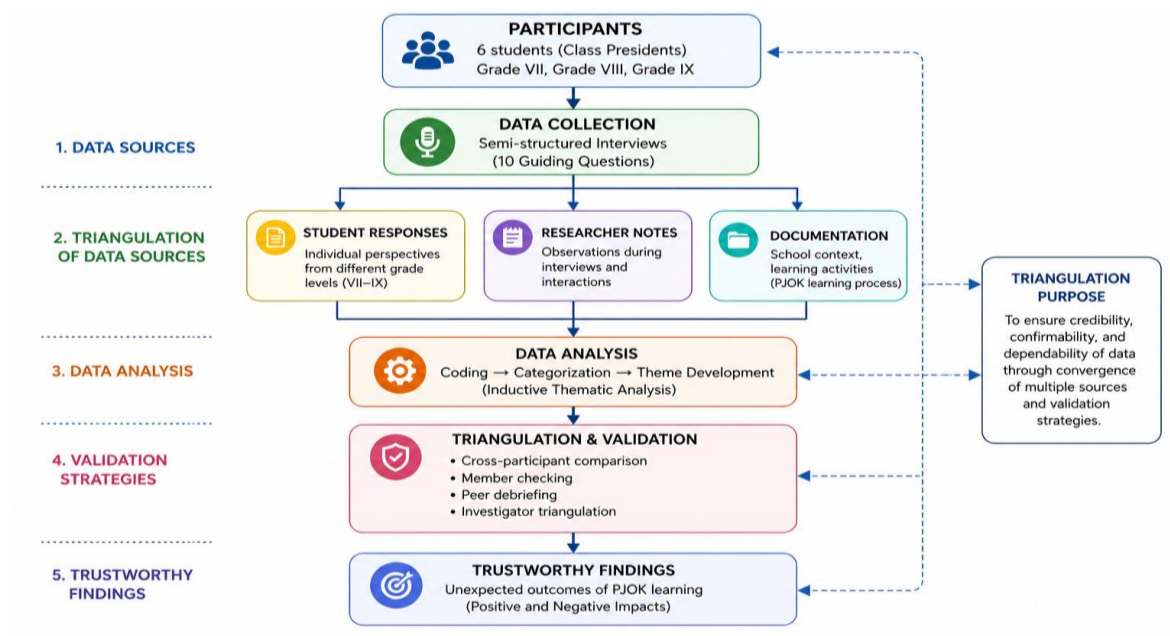 PARTICIPANTS
6 students (Class Presidents)
Grade VII, Grade VIII, Grade IX
1. DATA SOURCES
DATA COLLECTION
Semi-structured Interviews
(10 Guiding Questions)
2. TRIANGULATION
OF DATA SOURCES
STUDENT RESPONSES
Individual perspectives
from different grade
levels (VII–IX)
RESEARCHER NOTES
Observations during
interviews and
interactions
DOCUMENTATION
School context,
learning activities
(PJOK learning process)
TRIANGULATION
PURPOSE
To ensure credibility,
confirmability, and
dependability of data
through convergence
of multiple sources
and validation
strategies.
3. DATA ANALYSIS
DATA ANALYSIS
Coding → Categorization → Theme Development
(Inductive Thematic Analysis)
4. VALIDATION
STRATEGIES
TRIANGULATION & VALIDATION
• Cross-participant comparison
• Member checking
• Peer debriefing
• Investigator triangulation
5. TRUSTWORTHY
FINDINGS
TRUSTWORTHY FINDINGS
Unexpected outcomes of PJOK learning
(Positive and Negative Impacts)